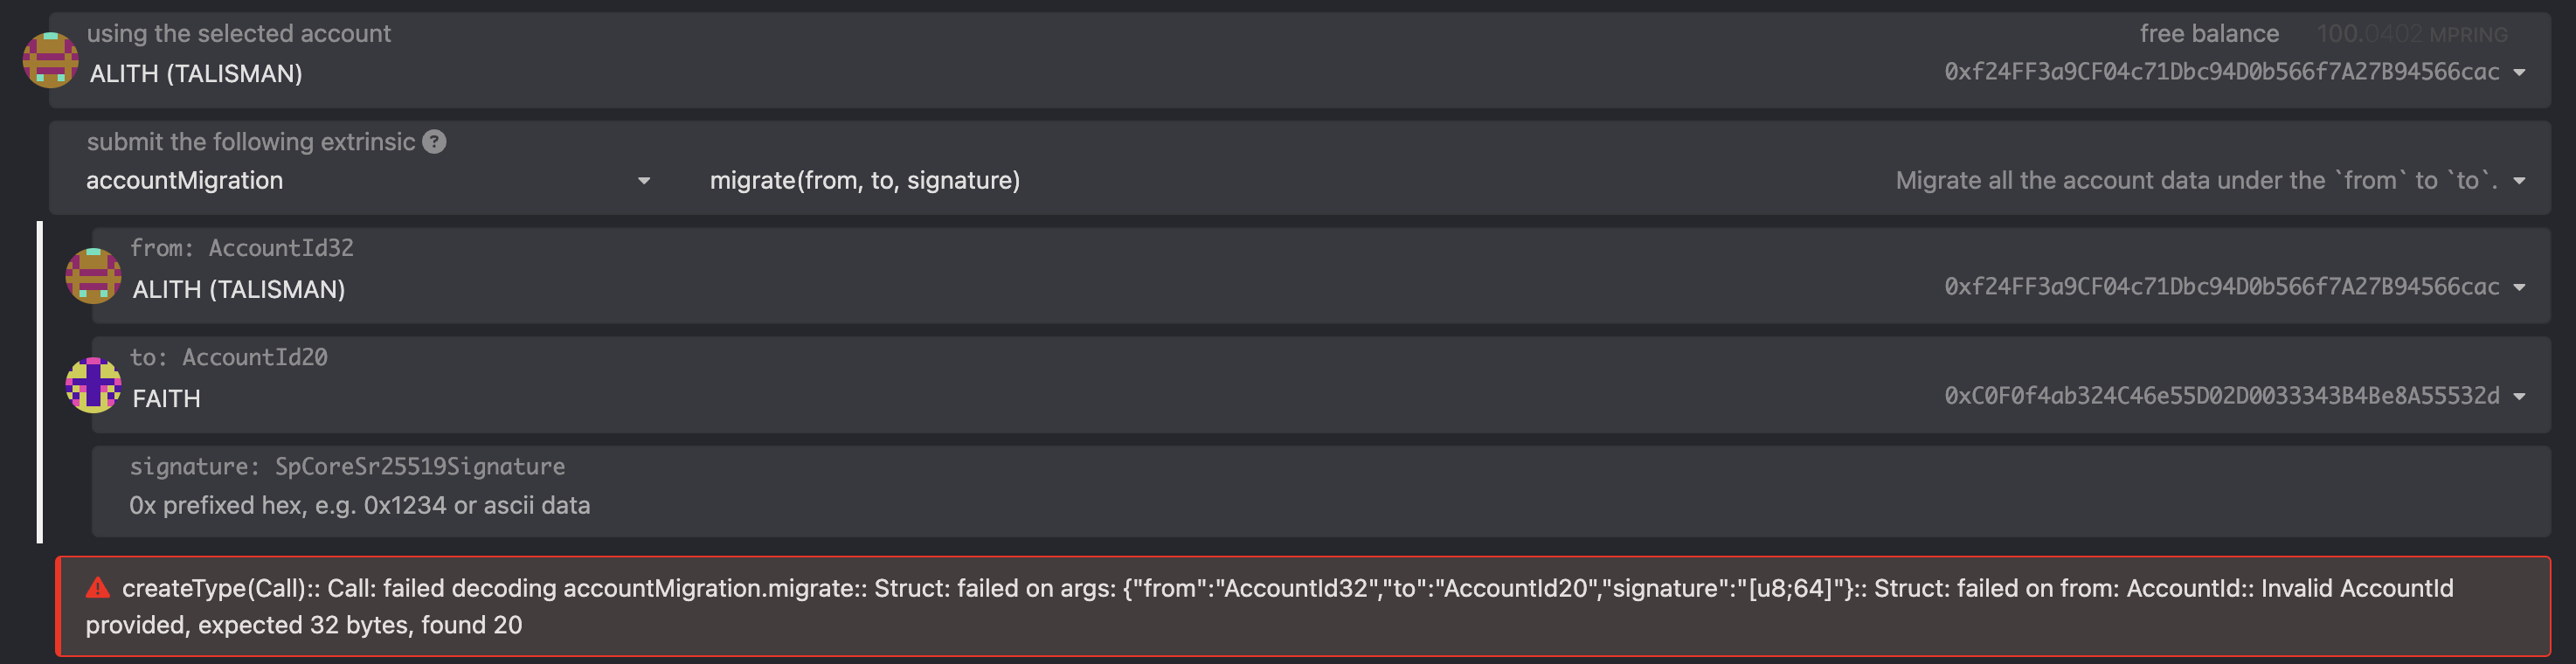 using the selected account
free balance 100.0402 MPRING
ALITH (TALISMAN)
0xf24FF3a9CF04c71Dbc94D0b566f7A27B94566cac
submit the following extrinsic ?
accountMigration
migrate(from, to, signature)
Migrate all the account data under the `from` to `to`.
from: AccountId32
ALITH (TALISMAN)
0xf24FF3a9CF04c71Dbc94D0b566f7A27B94566cac
to: AccountId20
FAITH
0xC0F0f4ab324C46e55D02D0033343B4Be8A55532d
signature: SpCoreSr25519Signature
0x prefixed hex, e.g. 0x1234 or ascii data
createType(Call):: Call: failed decoding accountMigration.migrate:: Struct: failed on args: {"from":"AccountId32","to":"AccountId20","signature":"[u8;64]"}:: Struct: failed on from: AccountId:: Invalid AccountId
provided, expected 32 bytes, found 20